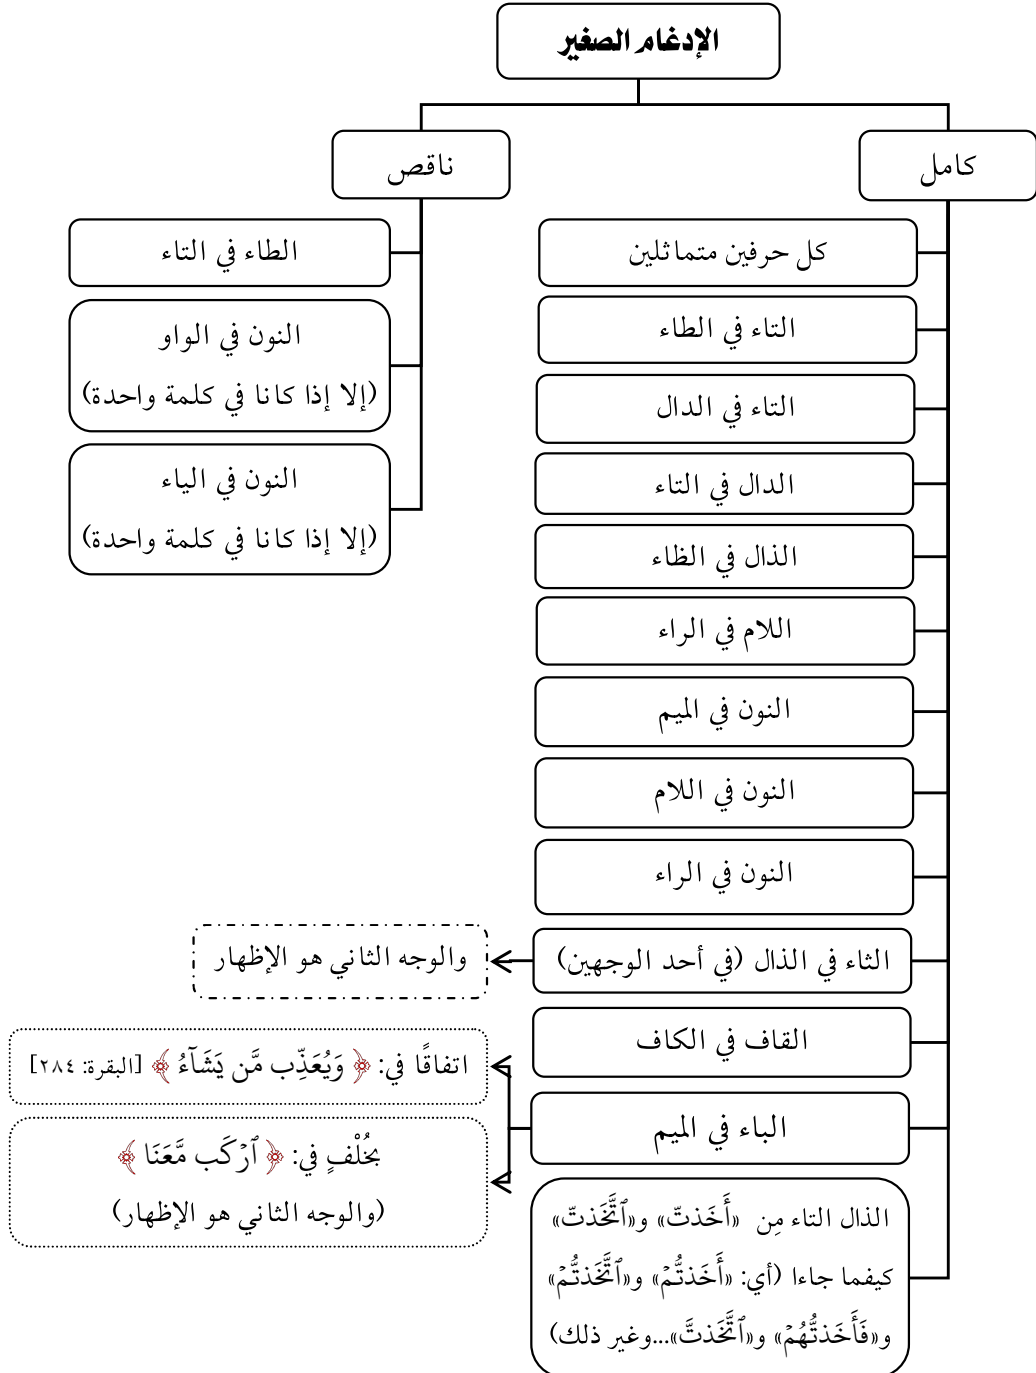 الإدغام الصغير
كامل
كل حرفين متماثلين
التاء في الطاء
التاء في الدال
الدال في التاء
الذال في الظاء
اللام في الراء
النون في الميم
النون في اللام
النون في الراء
الثاء في الذال (في أحد الوجهين)
والوجه الثاني هو الإظهار
القاف في الكاف
الباء في الميم
اتفاقًا في: ﴿ وَيُعَذِّب مَّن يَشَآءُ ﴾ [البقرة: ٢٨٤]
بخُلْفٍ في: ﴿ ٱرۡكَب مَّعَنَا ﴾
(والوجه الثاني هو الإظهار)
الذال التاء مِن «أَخَذتّ» و«ٱتَّخَذتّ»
كيفما جاءا (أي: «أَخَذتُّمۡ» و«ٱتَّخَذتُّمۡ»
و«فَأَخَذتُّهُمۡ» و«ٱتَّخَذتَّ»...وغير ذلك)
ناقص
الطاء في التاء
النون في الواو
(إلا إذا كانا في كلمة واحدة)
النون في الياء
(إلا إذا كانا في كلمة واحدة)